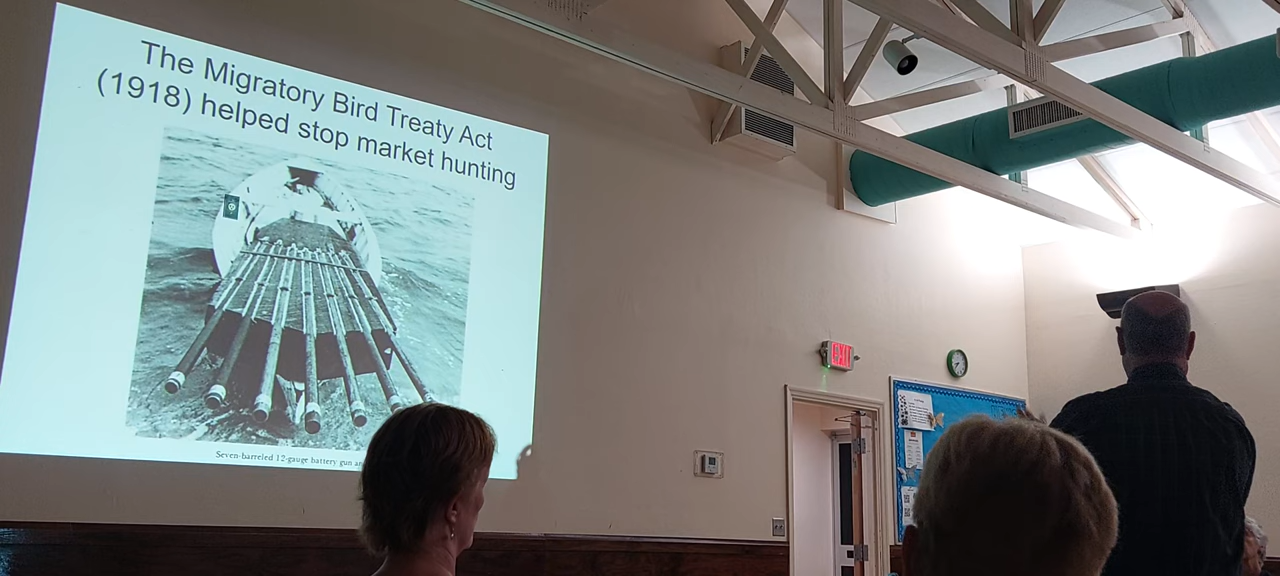 The Migratory Bird Treaty Act
(1918) helped stop market hunting
Seven-barreled 12-gauge battery gun
EXIT